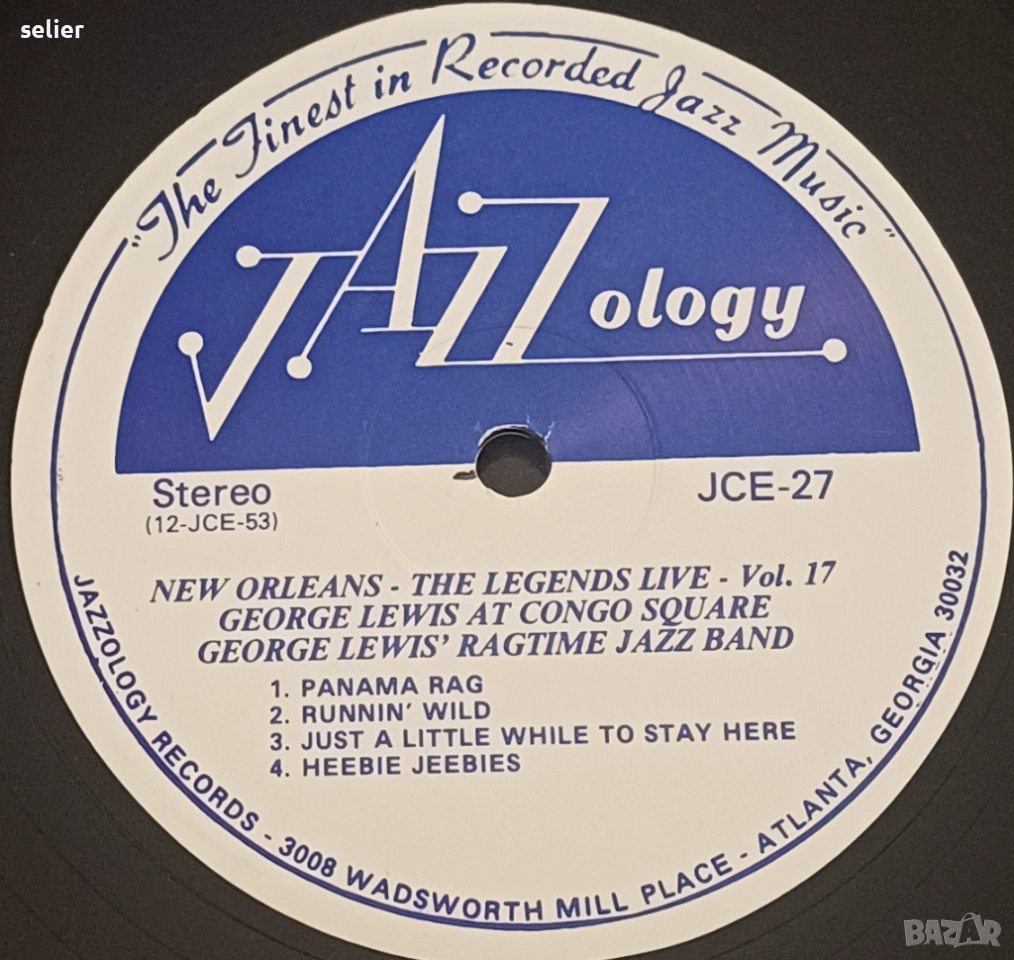 selier
"The Finest in Recorded Jazz Music"
JAZZology
Stereo
JCE-27
(12-JCE-53)
NEW ORLEANS - THE LEGENDS LIVE - Vol. 17
GEORGE LEWIS AT CONGO SQUARE
GEORGE LEWIS' RAGTIME JAZZ BAND
1. PANAMA RAG
2. RUNNIN' WILD
3. JUST A LITTLE WHILE TO STAY HERE
4. HEEBIE JEEBIES
JAZZOLOGY RECORDS - 3008 WADSWORTH MILL PLACE - ATLANTA, GEORGIA 30032
BAZAR